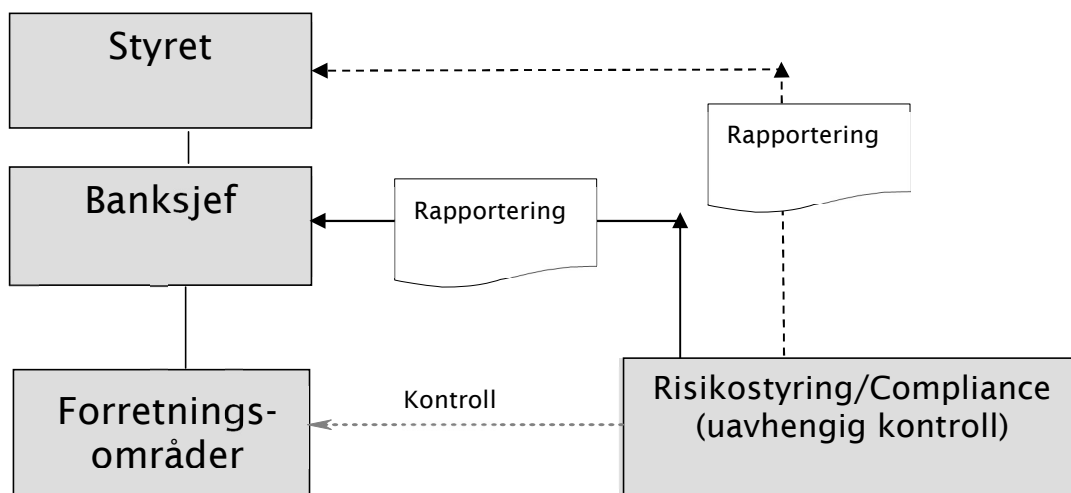 Styret
Rapportering
Banksjef
Rapportering
Forretnings-
områder
Kontroll
Risikostyring/Compliance
(uavhengig kontroll)